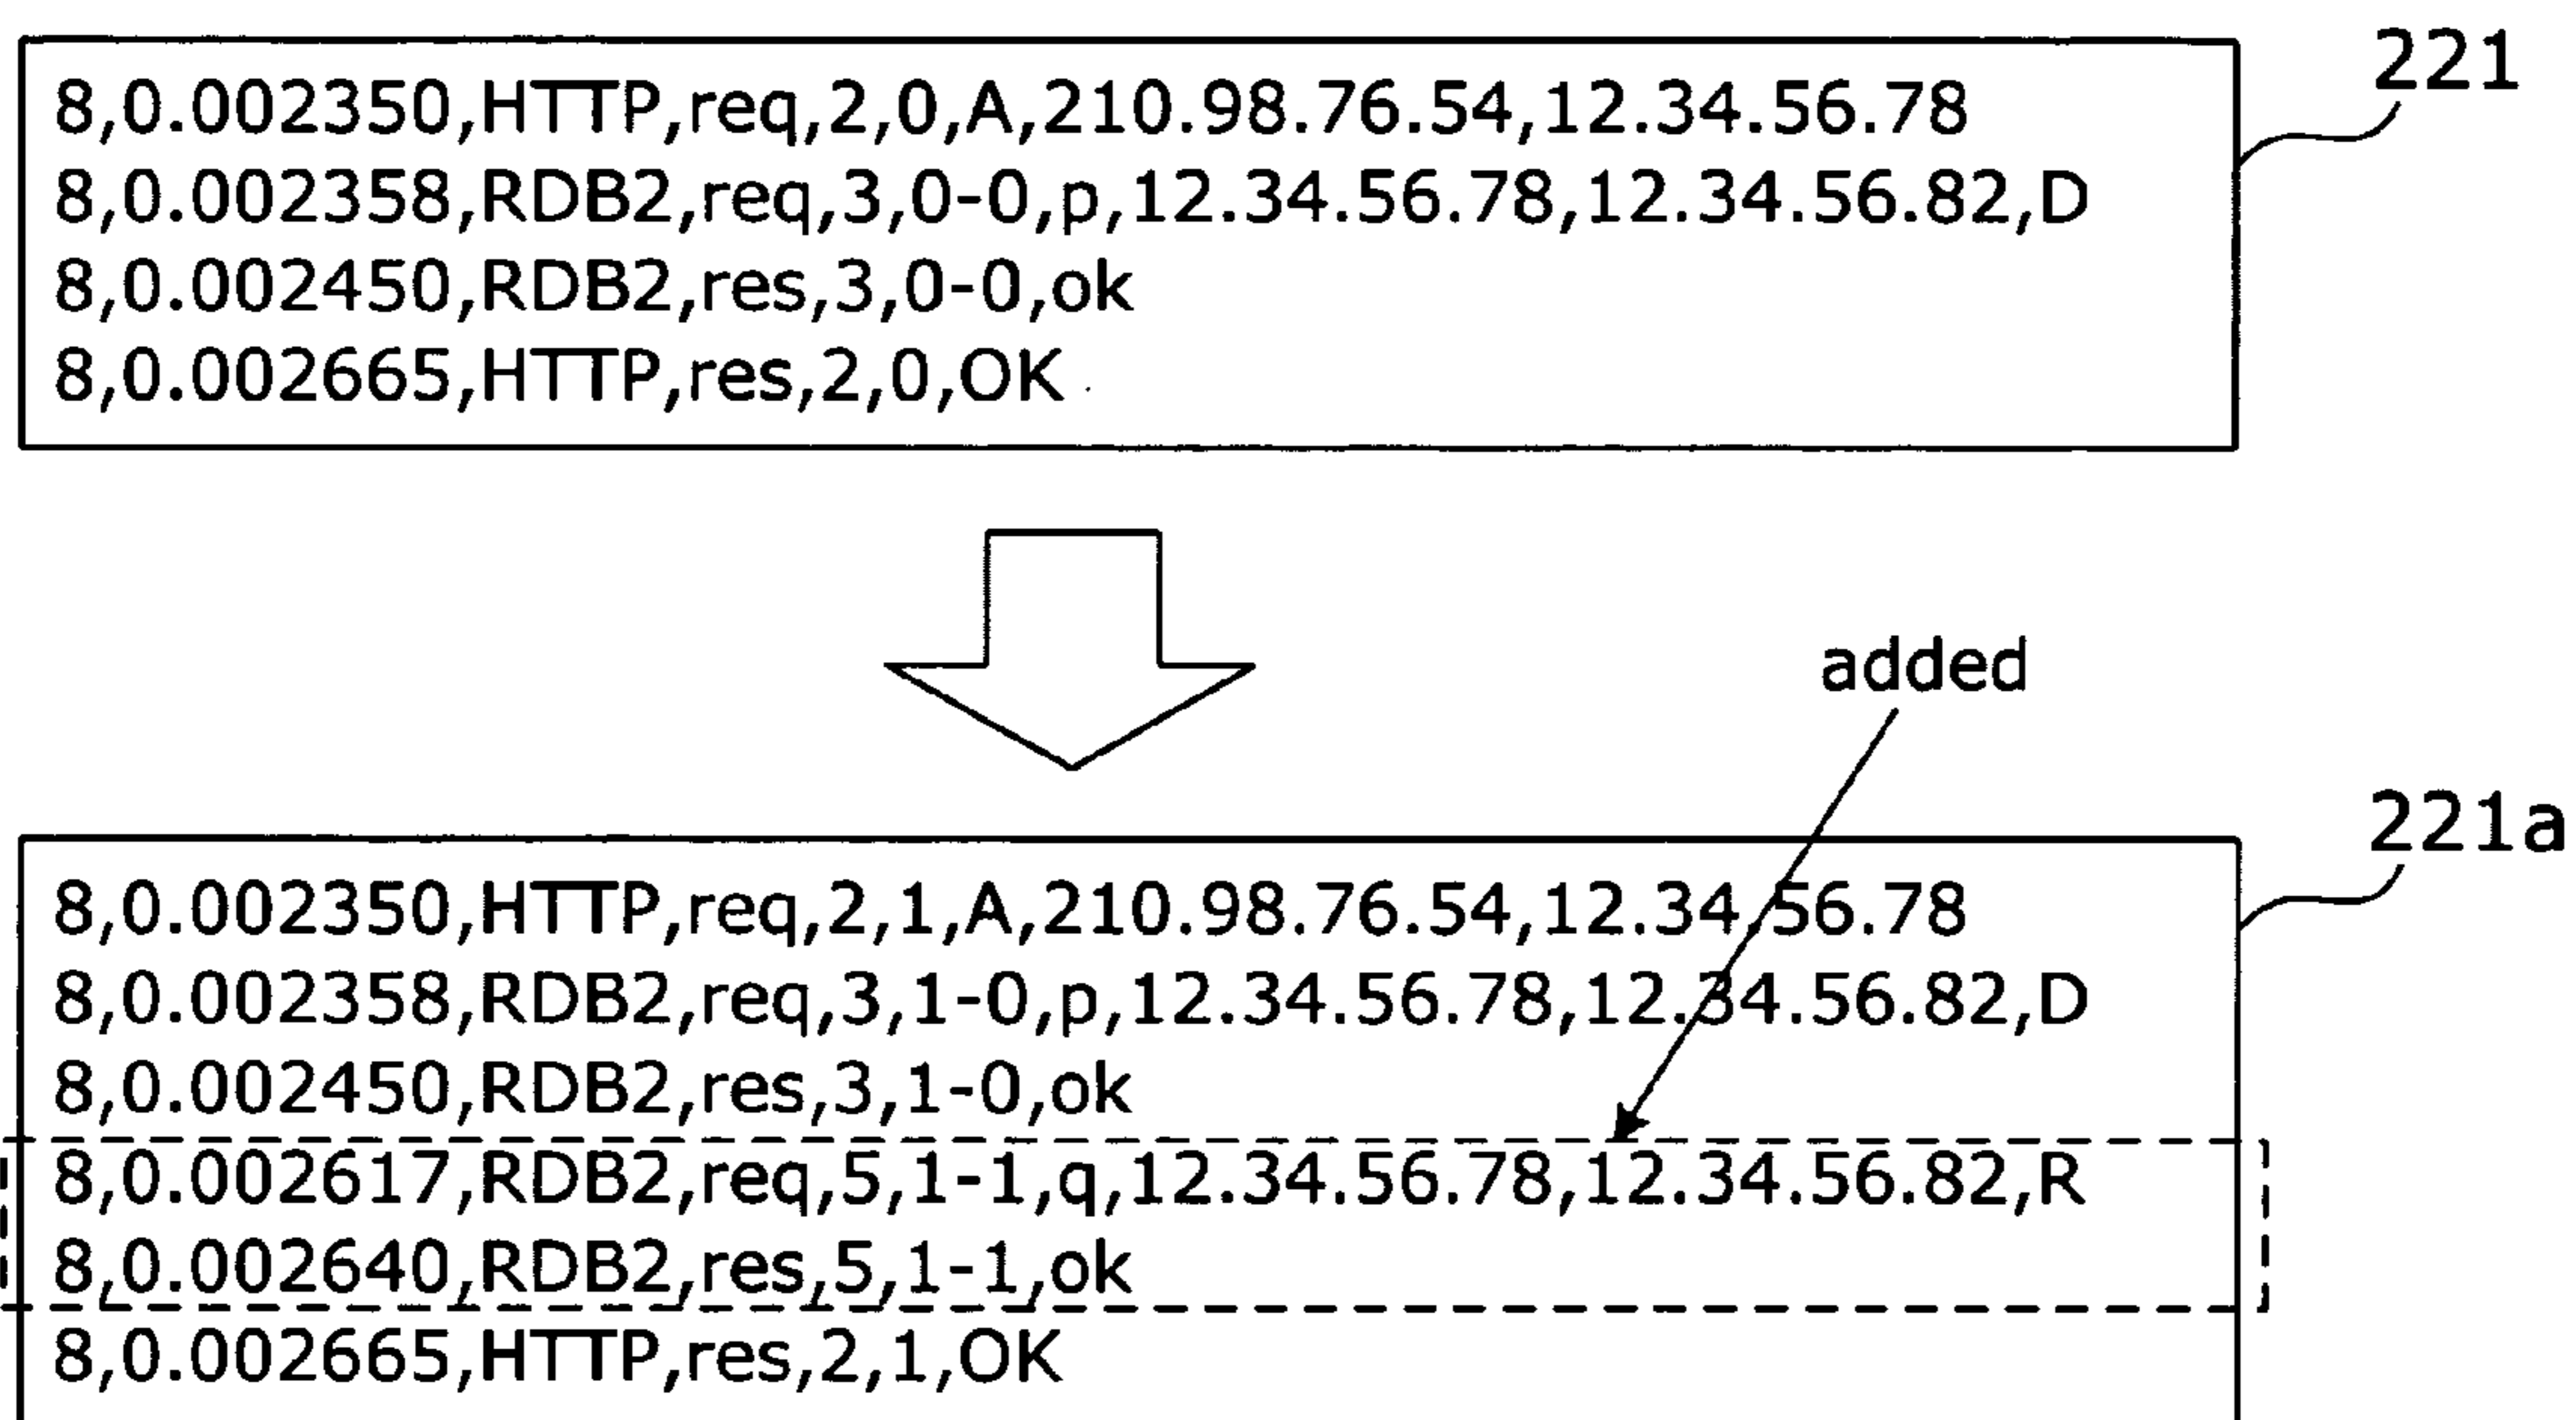 221
8,0.002350,HTTP,req,2,0,A,210.98.76.54,12.34.56.78
8,0.002358,RDB2,req,3,0-0,p,12.34.56.78,12.34.56.82,D
8,0.002450,RDB2,res,3,0-0,ok
8,0.002665,HTTP,res,2,0,OK
added
221a
8,0.002350,HTTP,req,2,1,A,210.98.76.54,12.34.56.78
8,0.002358,RDB2,req,3,1-0,p,12.34.56.78,12.34.56.82,D
8,0.002450,RDB2,res,3,1-0,ok
8,0.002617,RDB2,req,5,1-1,q,12.34.56.78,12.34.56.82,R
8,0.002640,RDB2,res,5,1-1,ok
8,0.002665,HTTP,res,2,1,OK